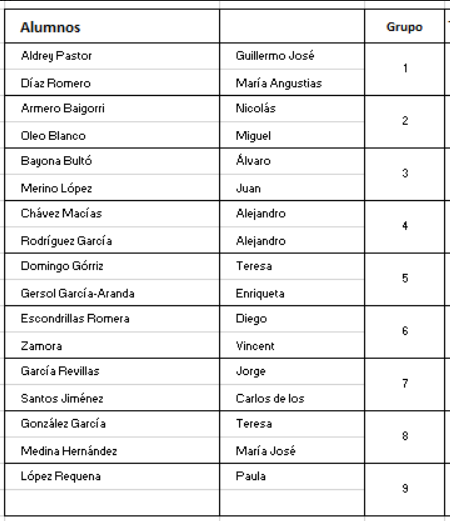 Alumnos Grupo
Aldrey Pastor Guillermo José
1
Díaz Romero María Angustias
Armero Baigorri Nicolás
2
Oleo Blanco Miguel
Bayona Bultó Álvaro
3
Merino López Juan
Chávez Macías Alejandro
4
Rodríguez García Alejandro
Domingo Górriz Teresa
5
Gersol García-Aranda Enriqueta
Escondrillas Romera Diego
6
Zamora Vincent
García Revillas Jorge
7
Santos Jiménez Carlos de los
González García Teresa
8
Medina Hernández María José
López Requena Paula
9